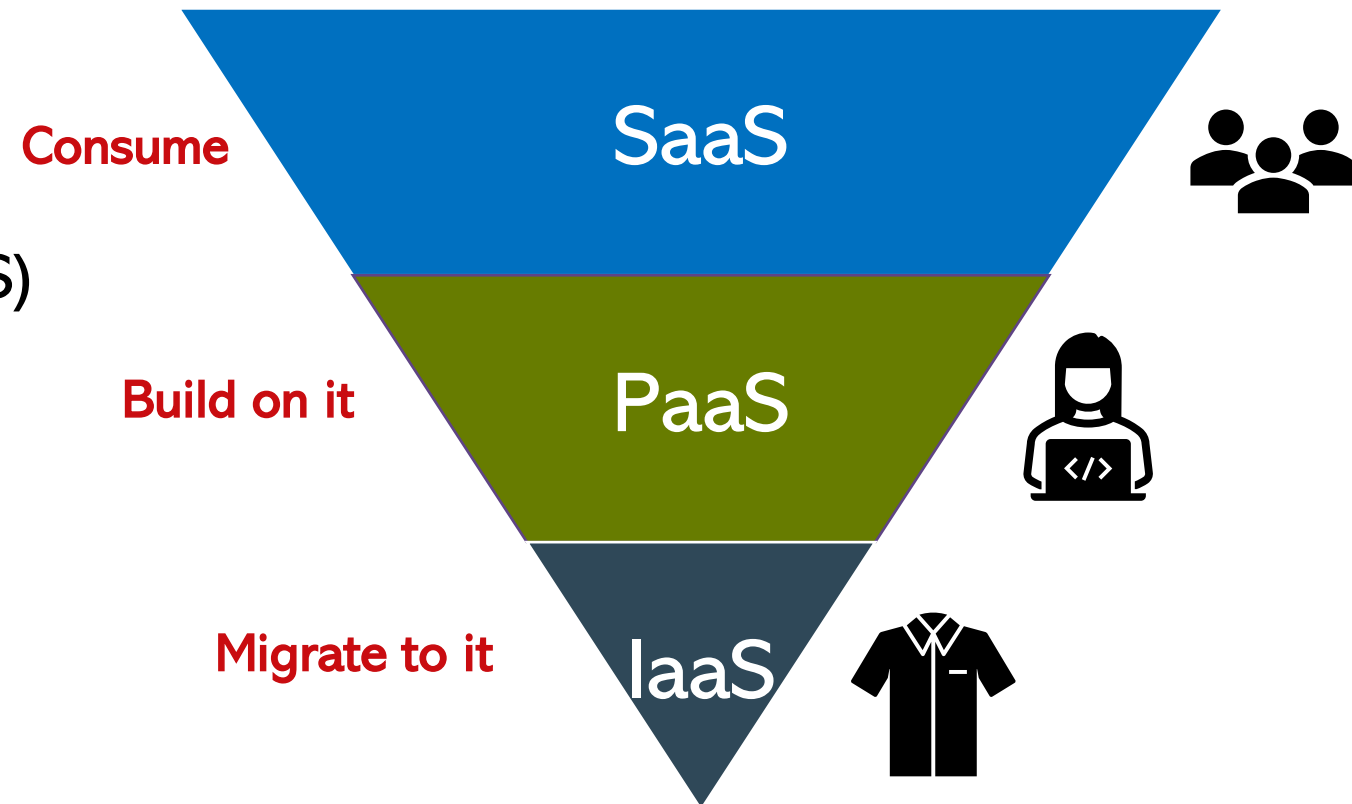 SaaS
Consume
S)
PaaS
Build on it
IaaS
Migrate to it
</>